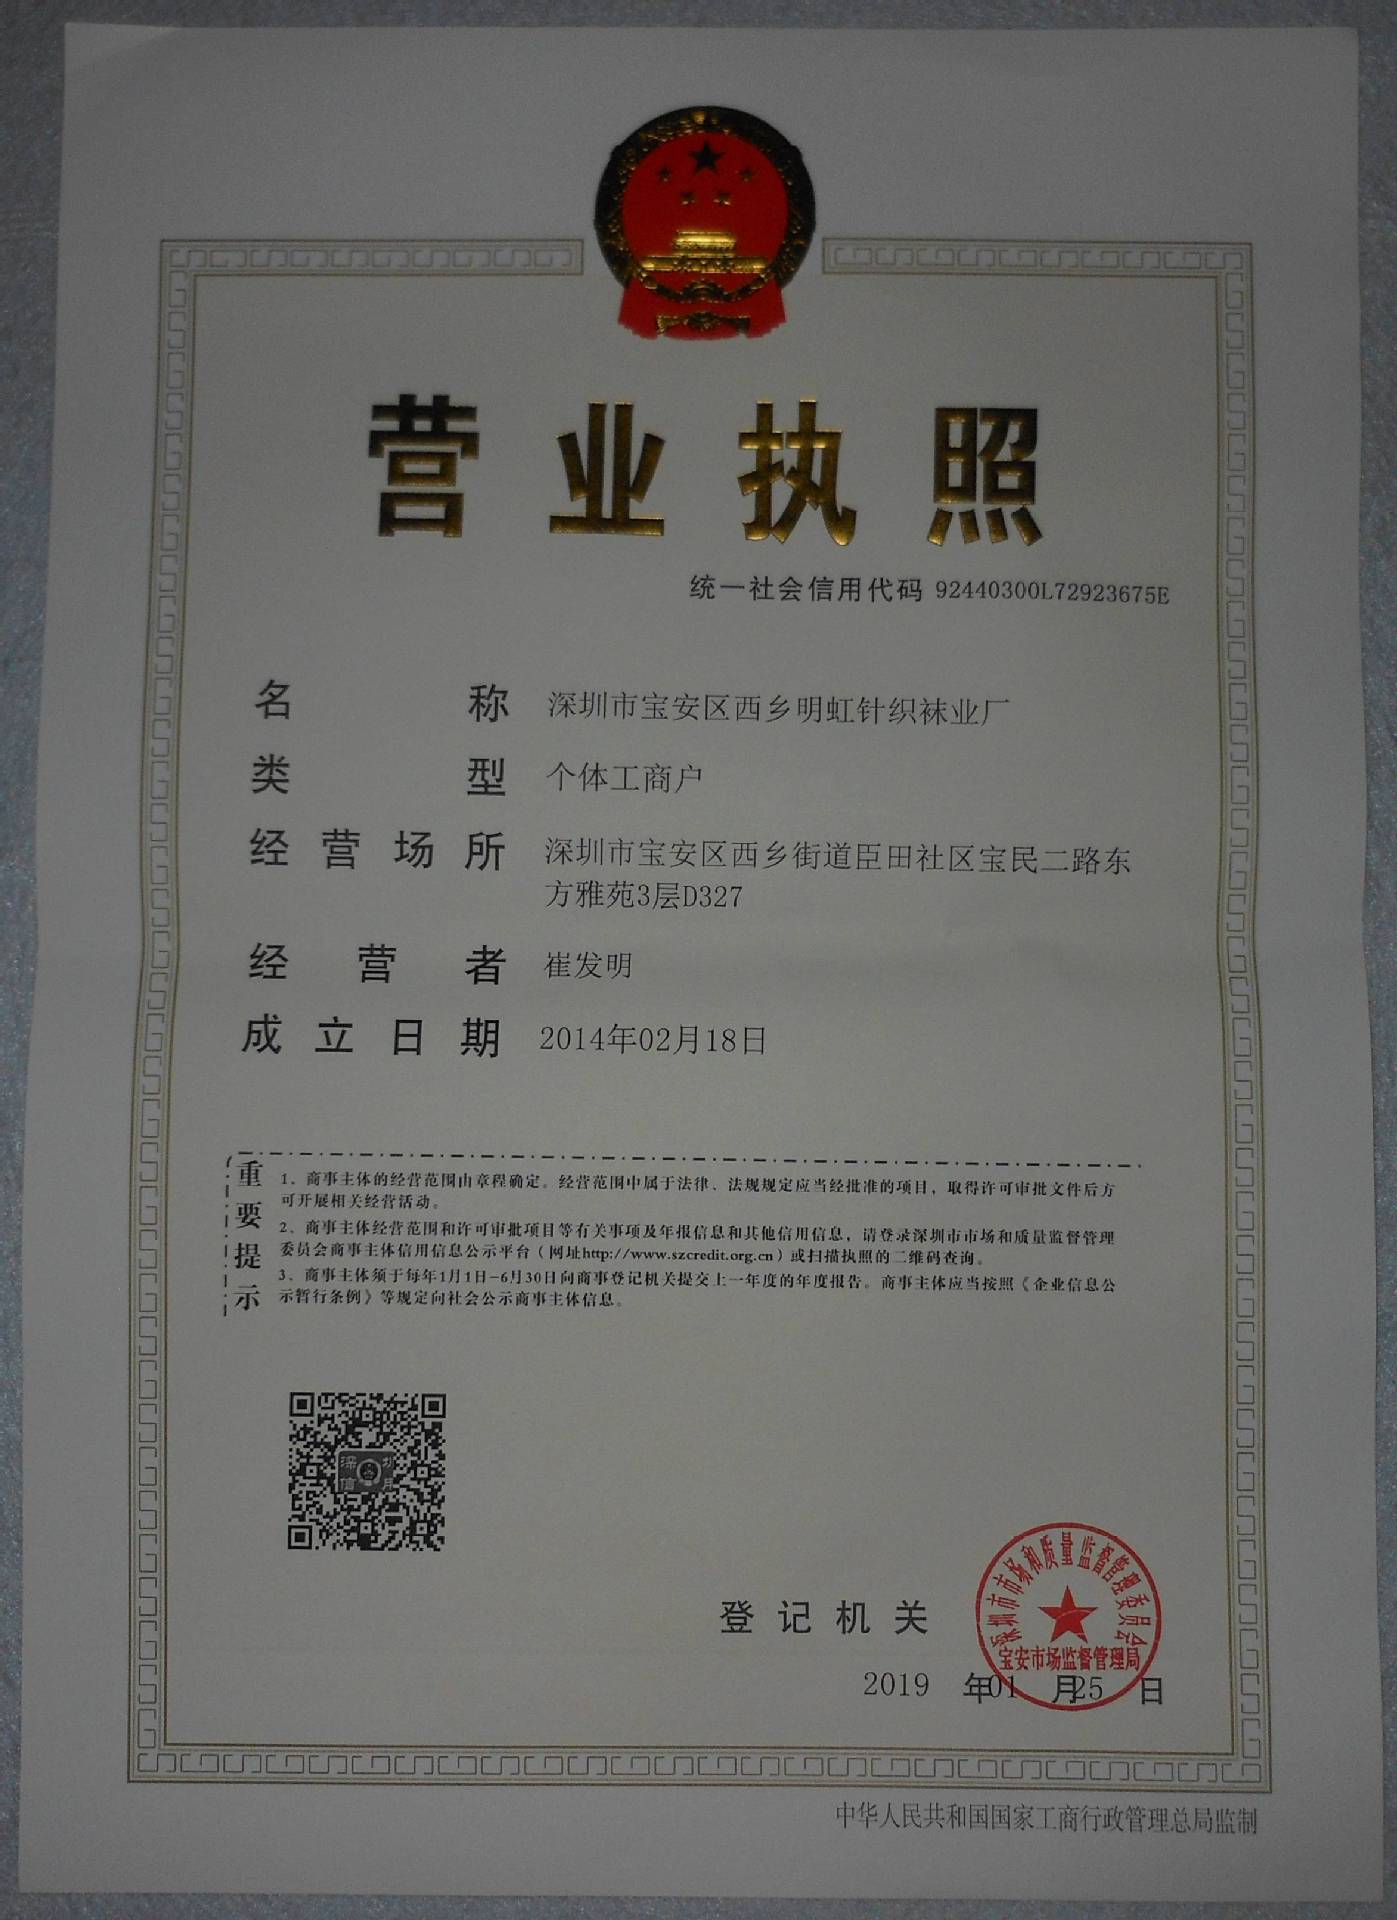 营业执照
统一社会信用代码 92440300L72923675E
名称 深圳市宝安区西乡明虹针织袜业厂
类型 个体工商户
经营场所 深圳市宝安区西乡街道臣田社区宝民二路东
方雅苑3层D327
经营者 崔发明
成立日期 2014年02月18日
重要提示
1、商事主体的经营范围由章程确定。经营范围中属于法律、法规规定应当经批准的项目，取得许可审批文件后方
可开展相关经营活动。
2、商事主体经营范围和许可审批项目等有关事项及年报信息和其他信用信息，请登录深圳市市场和质量监督管理
委员会商事主体信用信息公示平台（网址http://www.szcredit.org.cn）或扫描执照的二维码查询。
3、商事主体须于每年1月1日-6月30日向商事登记机关提交上一年度的年度报告。商事主体应当按照《企业信息公
示暂行条例》等规定向社会公示商事主体信息。
深圳信用
登记机关
深圳市市场和质量监督管理委员会
宝安市场监督管理局
2019 年01 月25 日
中华人民共和国国家工商行政管理总局监制